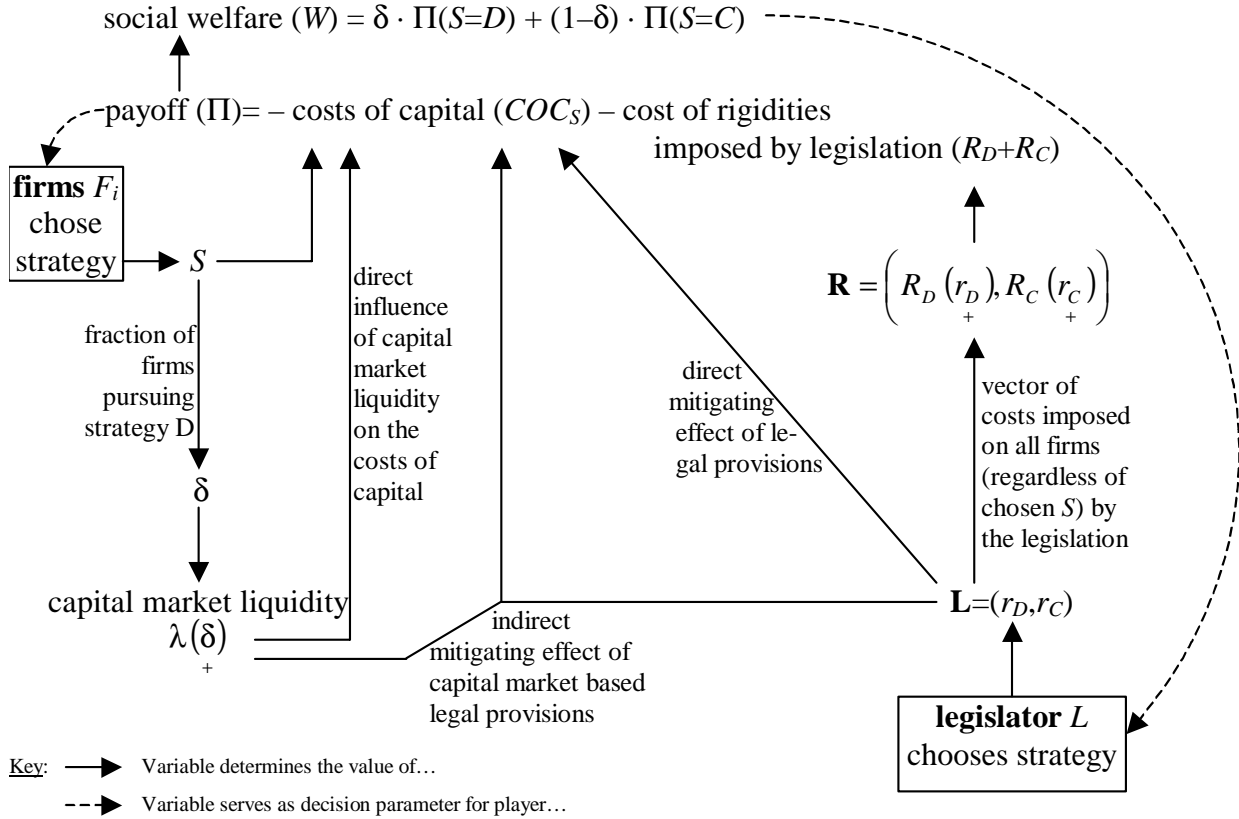 social welfare (W) = δ · Π(S=D) + (1–δ) · Π(S=C)
payoff (Π)= – costs of capital (COC_S) – cost of rigidities
imposed by legislation (R_D+R_C)
firms F_i
chose
strategy
S
R = ( R_D (r_D), R_C (r_C) )
+ +
direct
influence
of capital
market
liquidity
on the
costs of
capital
fraction of
firms
pursuing
strategy D
direct
mitigating
effect of le-
gal provisions
vector of
costs imposed
on all firms
(regardless of
chosen S) by
the legislation
δ
capital market liquidity
λ(δ)
+
L=(r_D,r_C)
indirect
mitigating effect of
capital market based
legal provisions
legislator L
chooses strategy
Key:
Variable determines the value of…
Variable serves as decision parameter for player…